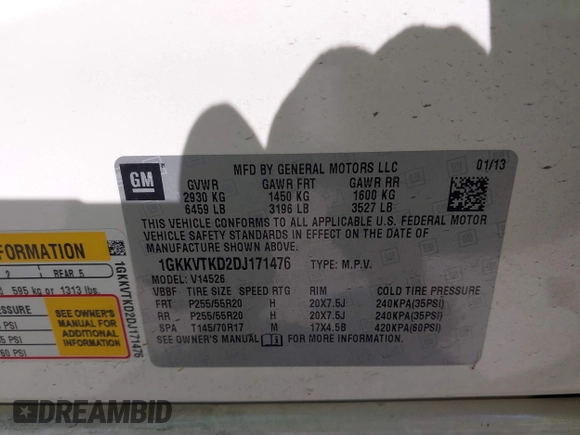 GM
MFD BY GENERAL MOTORS LLC 01/13
GVWR GAWR FRT GAWR RR
2930 KG 1450 KG 1600 KG
6459 LB 3196 LB 3527 LB
THIS VEHICLE CONFORMS TO ALL APPLICABLE U.S. FEDERAL MOTOR
VEHICLE SAFETY STANDARDS IN EFFECT ON THE DATE OF
MANUFACTURE SHOWN ABOVE.
1GKKVTKD2DJ171476 TYPE: M.P.V.
MODEL: V14526
VBBF TIRE SIZE SPEED RTG RIM COLD TIRE PRESSURE
FRT P255/55R20 H 20X7.5J 240KPA(35PSI)
RR P255/55R20 H 20X7.5J 240KPA(35PSI)
SPA T145/70R17 M 17X4.5B 420KPA(60PSI)
SEE OWNER'S MANUAL FOR MORE INFORMATION.
FORMATION
2 REAR 5
595 kg or 1313 lbs.
SSURE
PSI
5 PSI
60 PSI
SEE OWNER'S
MANUAL FOR
ADDITIONAL
INFORMATION
1GKKVTKD2DJ171476
DREAMBID